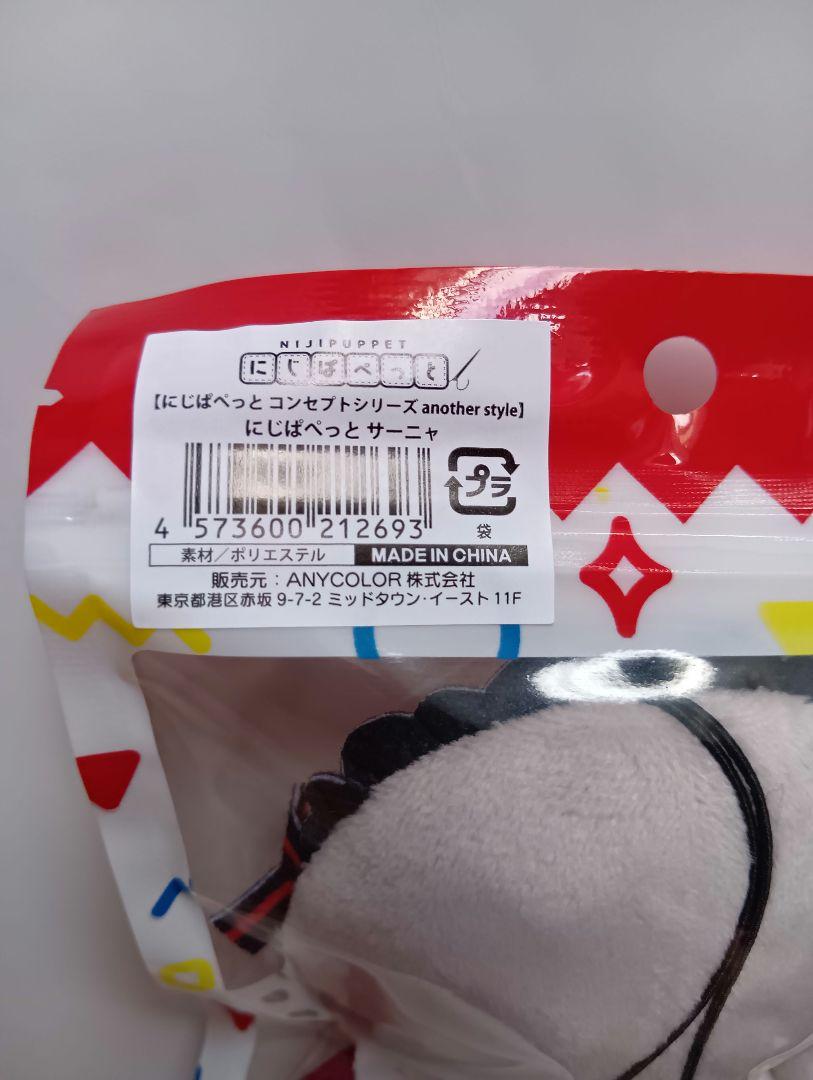 NIJIPUPPET
にじぱぺっと
【にじぱぺっと コンセプトシリーズ another style】
にじぱぺっと サーニャ
4 573600 212693
プラ
袋
素材／ポリエステル MADE IN CHINA
販売元：ANYCOLOR 株式会社
東京都港区赤坂 9-7-2 ミッドタウン・イースト 11F